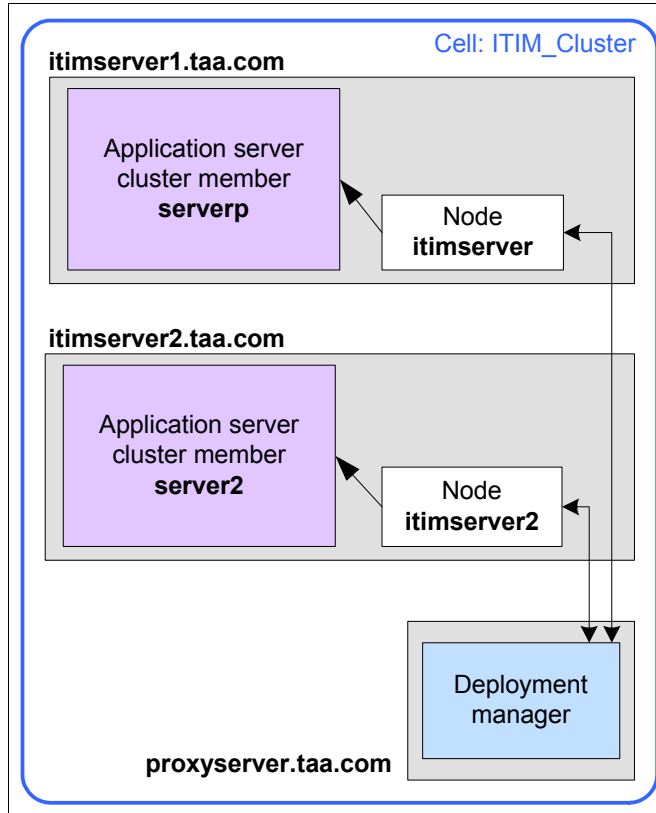 Cell: ITIM_Cluster
itimserver1.taa.com
Application server
cluster member
serverp
Node
itimserver
itimserver2.taa.com
Application server
cluster member
server2
Node
itimserver2
Deployment
manager
proxyserver.taa.com